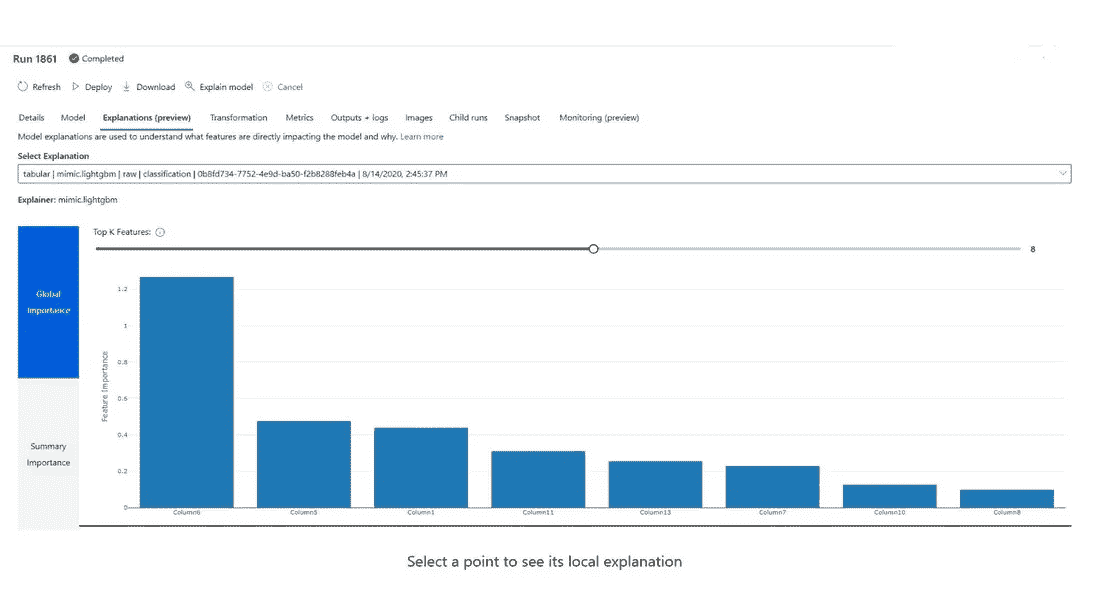 Run 1861 Completed
Refresh Deploy Download Explain model Cancel
Details Model Explanations (preview) Transformation Metrics Outputs + logs Images Child runs Snapshot Monitoring (preview)
Model explanations are used to understand what features are directly impacting the model and why. Learn more
Select Explanation
tabular | mimic.lightgbm | raw | classification | 0b8fd734-7752-4e9d-ba50-f2b8288feb4a | 8/14/2020, 2:45:37 PM
Explainer: mimic.lightgbm
Top K Features:
8
Global
Importance
Summary
Importance
Feature Importance
1.2
1
0.8
0.6
0.4
0.2
0
Column6 Column1 Column11 Column13 Column7 Column10 Column8
Select a point to see its local explanation